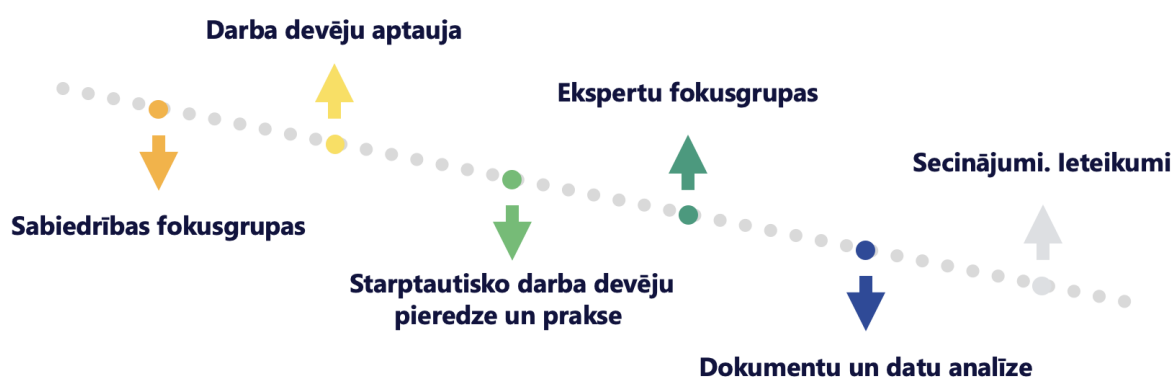 Darba devēju aptauja
Ekspertu fokusgrupas
Secinājumi. Ieteikumi
Sabiedrības fokusgrupas
Starptautisko darba devēju
pieredze un prakse
Dokumentu un datu analīze